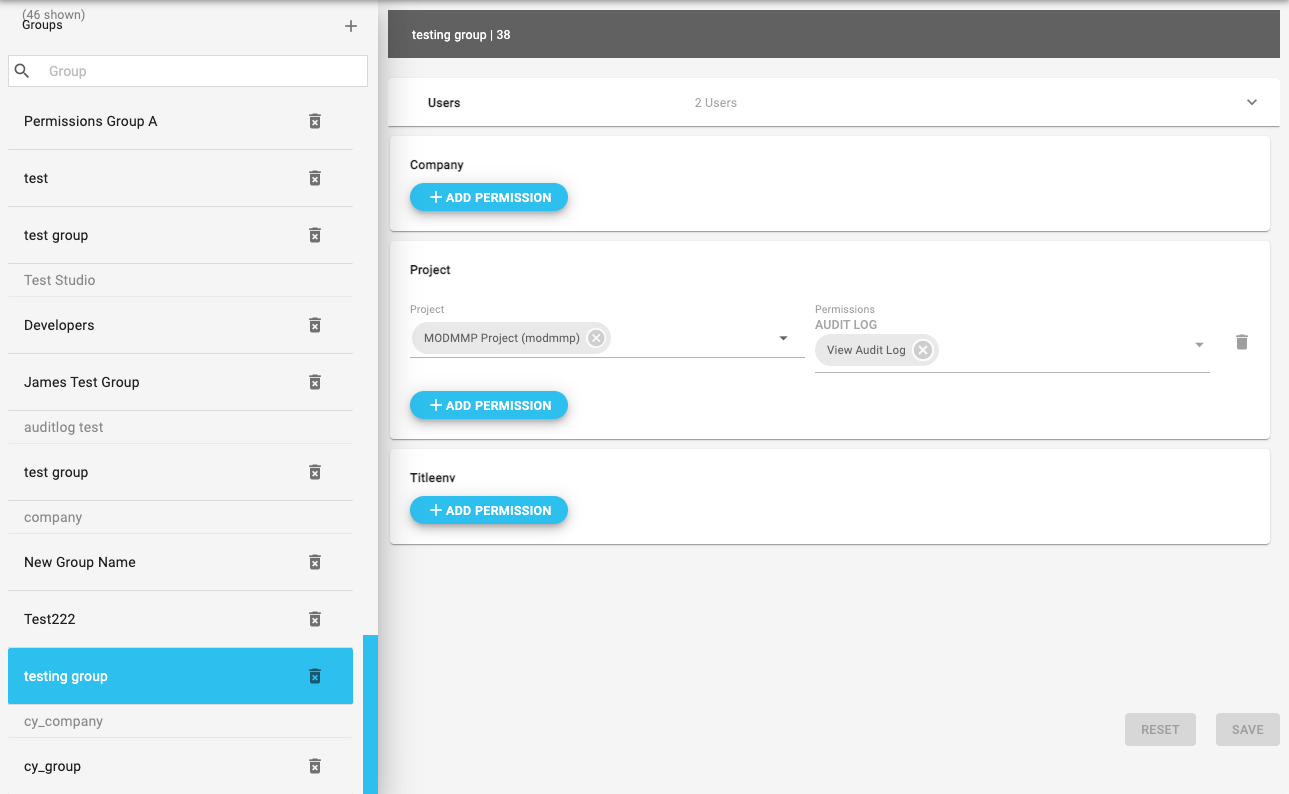 (46 shown)
Groups
Group
Permissions Group A
test
test group
Test Studio
Developers
James Test Group
auditlog test
test group
company
New Group Name
Test222
testing group
cy_company
cy_group
testing group | 38
Users 2 Users
Company
ADD PERMISSION
Project
Project
MODMMP Project (modmmp)
Permissions
AUDIT LOG
View Audit Log
ADD PERMISSION
Titleenv
ADD PERMISSION
RESET SAVE